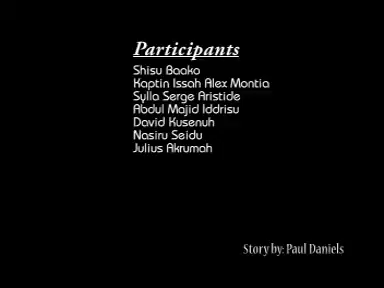 Participants
Shisu Baako
Kaptin Issah Alex Montia
Sylla Serge Aristide
Abdul Majid Iddrisu
David Kusenuh
Nasiru Seidu
Julius Akrumah
Story by: Paul Daniels